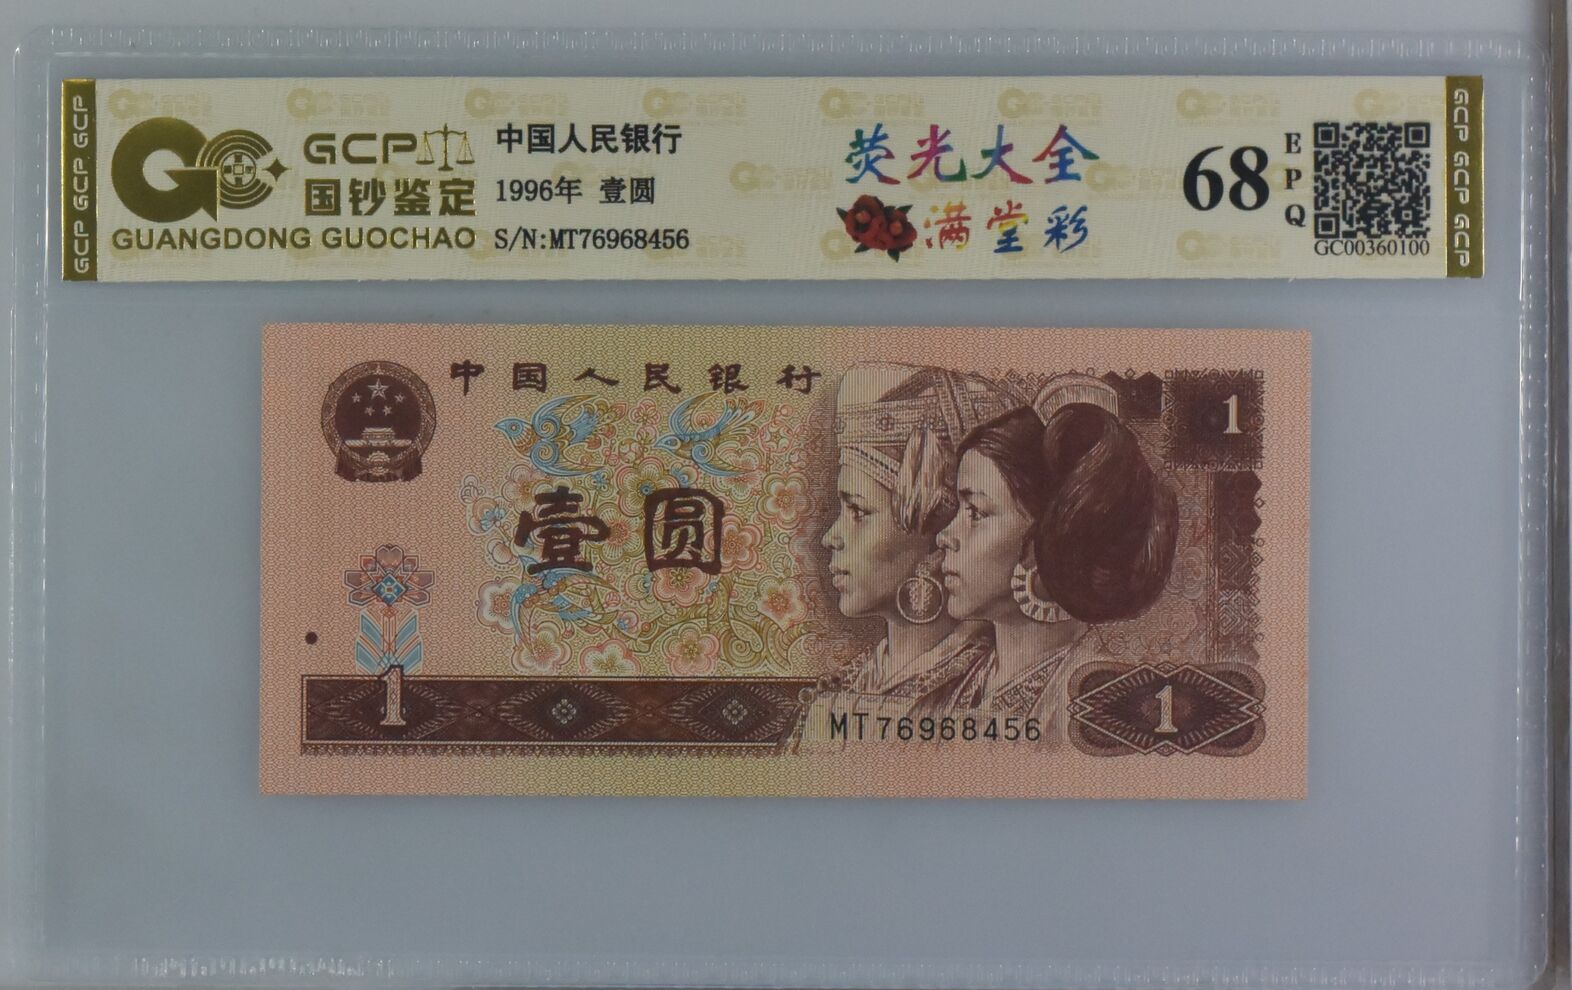 GCP GCP GCP
GCP
国钞鉴定
GUANGDONG GUOCHAO
中国人民银行
1996年 壹圆
S/N:MT76968456
荧光大全
满堂彩
68
EPQ
GC00360100
GCP GCP GCP
中国人民银行
1
壹圆
1
MT76968456
1